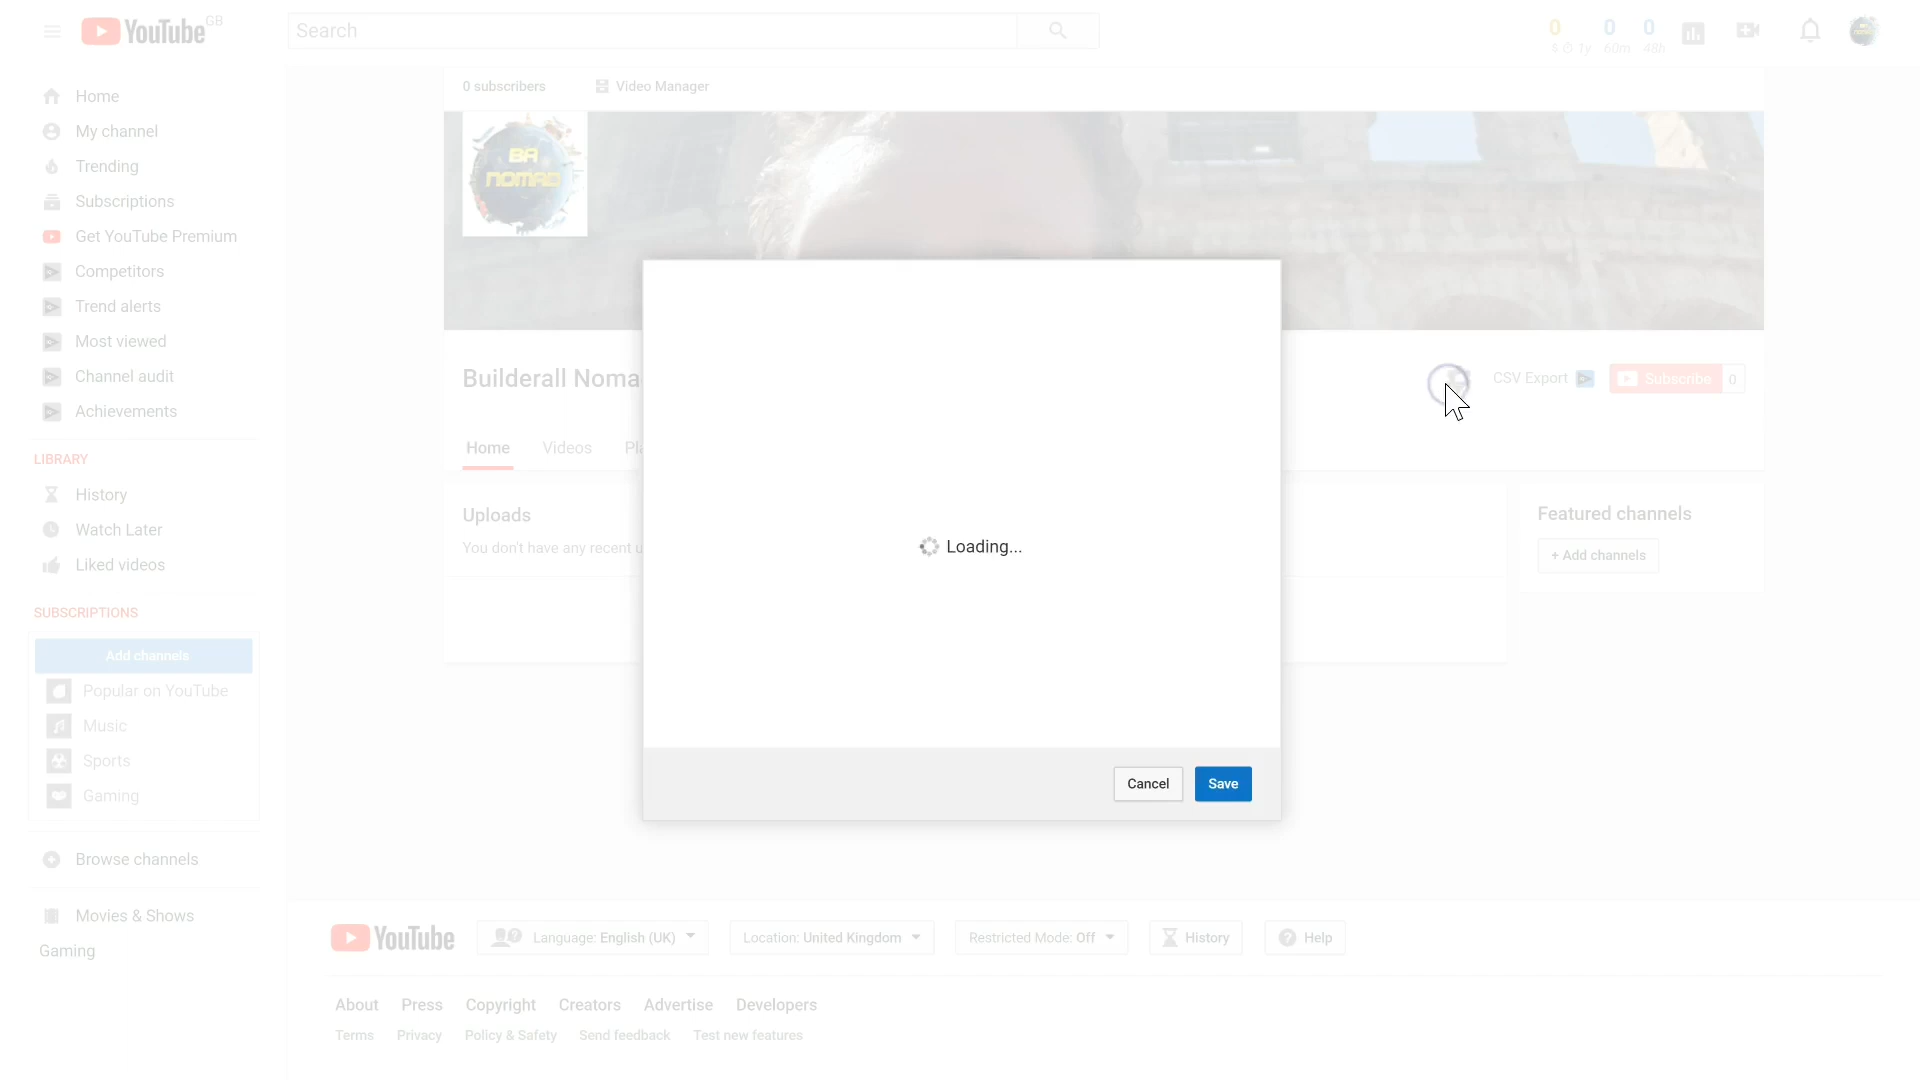 YouTube GB
Search
0 0 0
$ 1y 60m 48h
Home
My channel
Trending
Subscriptions
Get YouTube Premium
Competitors
Trend alerts
Most viewed
Channel audit
Achievements
LIBRARY
History
Watch Later
Liked videos
SUBSCRIPTIONS
Add channels
Popular on YouTube
Music
Sports
Gaming
Browse channels
Movies & Shows
Gaming
0 subscribers Video Manager
BA
NOMAD
Builderall Noma
CSV Export Subscribe 0
Home Videos Pla
Uploads
You don't have any recent u
Featured channels
+ Add channels
Loading...
Cancel Save
YouTube Language: English (UK) Location: United Kingdom Restricted Mode: Off History Help
About Press Copyright Creators Advertise Developers
Terms Privacy Policy & Safety Send feedback Test new features